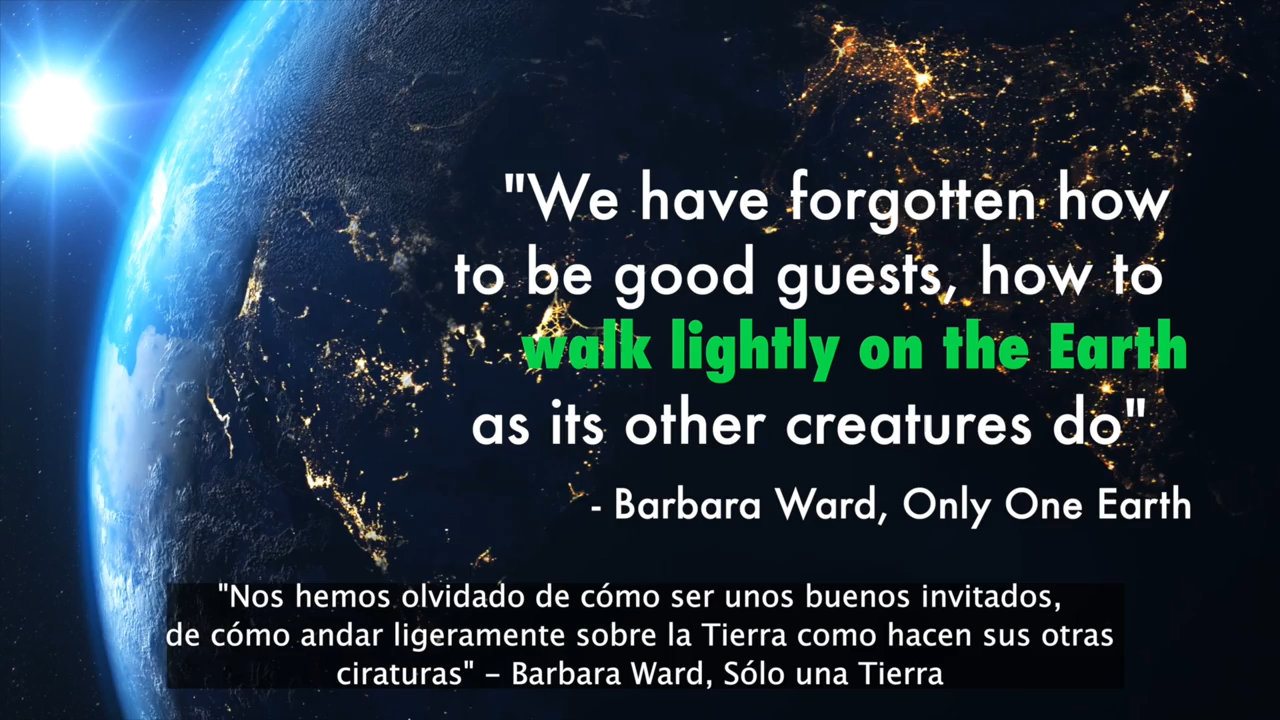 "We have forgotten how
to be good guests, how to
walk lightly on the Earth
as its other creatures do"
- Barbara Ward, Only One Earth
"Nos hemos olvidado de cómo ser unos buenos invitados,
de cómo andar ligeramente sobre la Tierra como hacen sus otras
ciraturas" – Barbara Ward, Sólo una Tierra